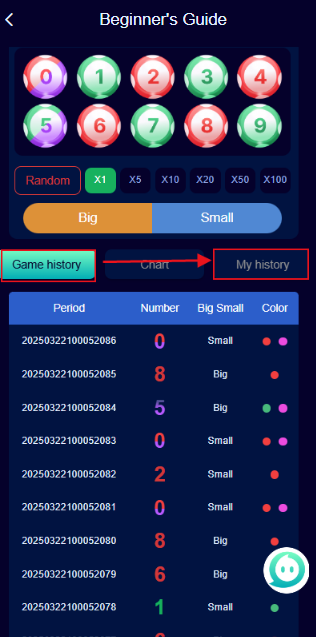 Beginner's Guide
0 1 2 3 4
5 6 7 8 9
Random X1 X5 X10 X20 X50 X100
Big Small
Game history Chart My history
Period Number Big Small Color
20250322100052086 0 Small
20250322100052085 8 Big
20250322100052084 5 Big
20250322100052083 0 Small
20250322100052082 2 Small
20250322100052081 0 Small
20250322100052080 8 Big
20250322100052079 6 Big
20250322100052078 1 Small